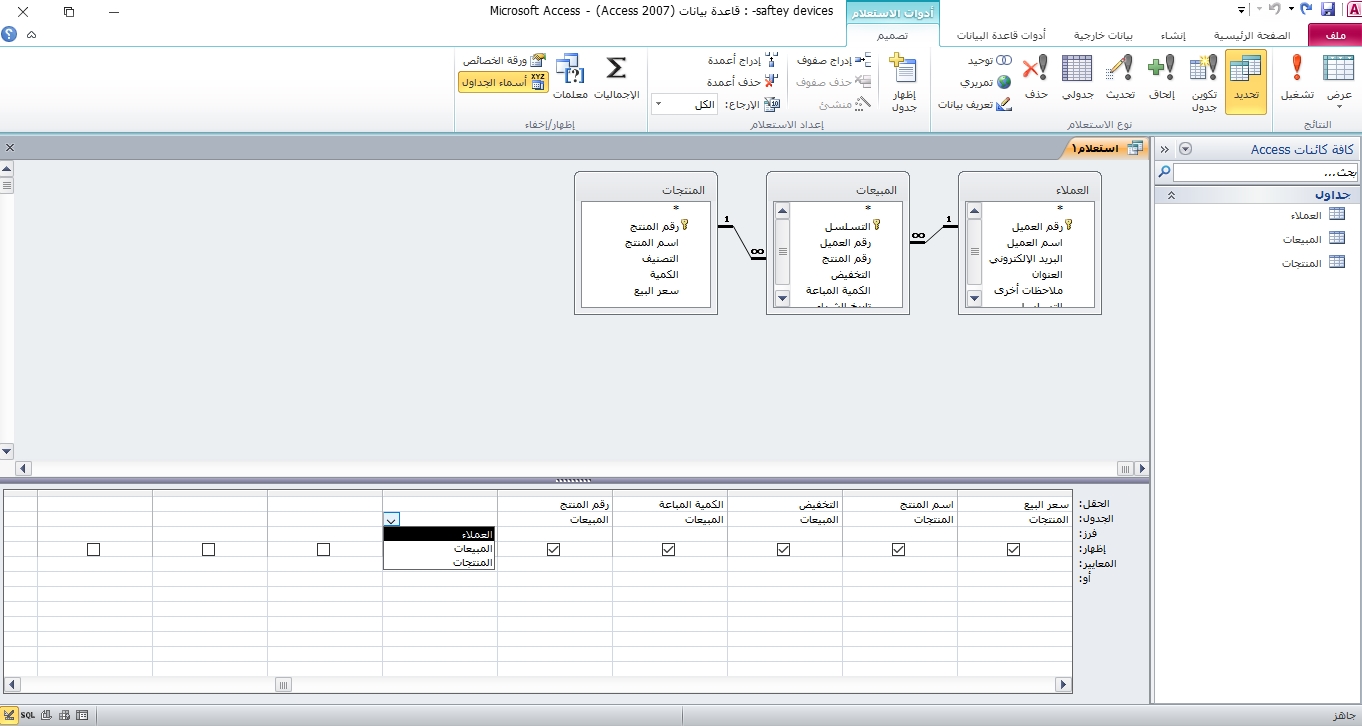 saftey devices- : قاعدة بيانات (Access 2007) - Microsoft Access
أدوات الاستعلام
ملف
الصفحة الرئيسية
إنشاء
بيانات خارجية
أدوات قاعدة البيانات
تصميم
عرض
تشغيل
النتائج
تحديد
تكوين جدول
إلحاق
تحديث
جدولي
حذف
توحيد
تمريري
تعريف بيانات
نوع الاستعلام
إظهار جدول
إدراج صفوف
حذف صفوف
منشئ
إدراج أعمدة
حذف أعمدة
الإرجاع: الكل
إعداد الاستعلام
الإجماليات
معلمات
ورقة الخصائص
أسماء الجداول
إظهار/إخفاء
كافة كائنات Access
بحث...
جداول
العملاء
المبيعات
المنتجات
استعلام١
العملاء
*
رقم العميل
اسم العميل
البريد الإلكتروني
العنوان
ملاحظات أخرى
1
∞
المبيعات
*
التسلسل
رقم العميل
رقم المنتج
التخفيض
الكمية المباعة
1
∞
المنتجات
*
رقم المنتج
اسم المنتج
التصنيف
الكمية
سعر البيع
الحقل: سعر البيع اسم المنتج التخفيض الكمية المباعة رقم المنتج
الجدول: المنتجات المنتجات المبيعات المبيعات المبيعات
فرز:
إظهار:
المعايير:
أو:
العملاء
المبيعات
المنتجات
جاهز
SQL